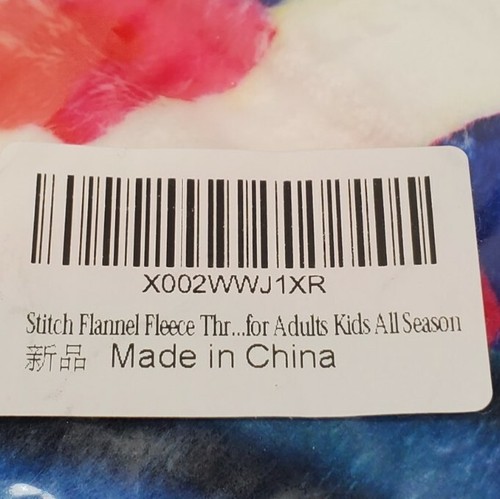 X002WWJ1XR
Stitch Flannel Fleece Thr...for Adults Kids All Season
新品 Made in China